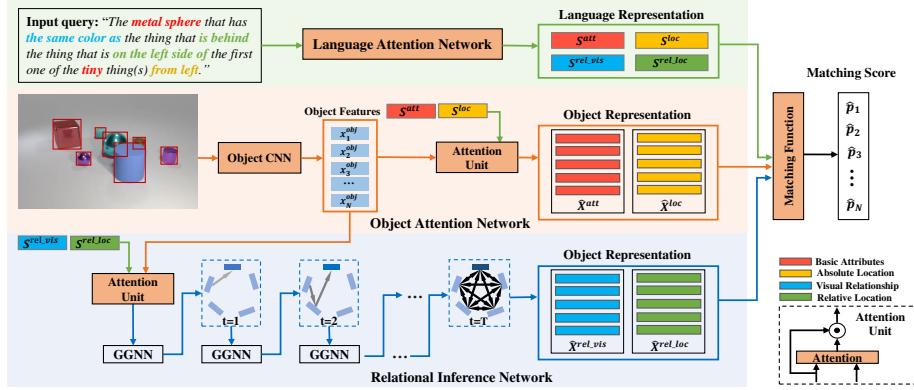 Input query: “The metal sphere that has
the same color as the thing that is behind
the thing that is on the left side of the first
one of the tiny thing(s) from left.”
Language Attention Network
Language Representation
S^att S^loc
S^rel_vis S^rel_loc
Matching Score
Object CNN
Object Features
x_1^obj
x_2^obj
x_3^obj
...
x_N^obj
S^att S^loc
Attention
Unit
Object Representation
X̂^att X̂^loc
Object Attention Network
Matching Function
p̂_1
p̂_2
p̂_3
⋮
p̂_N
S^rel_vis S^rel_loc
Attention
Unit
GGNN
t=1
GGNN
t=2
GGNN
...
...
t=T
Object Representation
X̂^rel_vis X̂^rel_loc
Relational Inference Network
Basic Attributes
Absolute Location
Visual Relationship
Relative Location
Attention
Unit
Attention